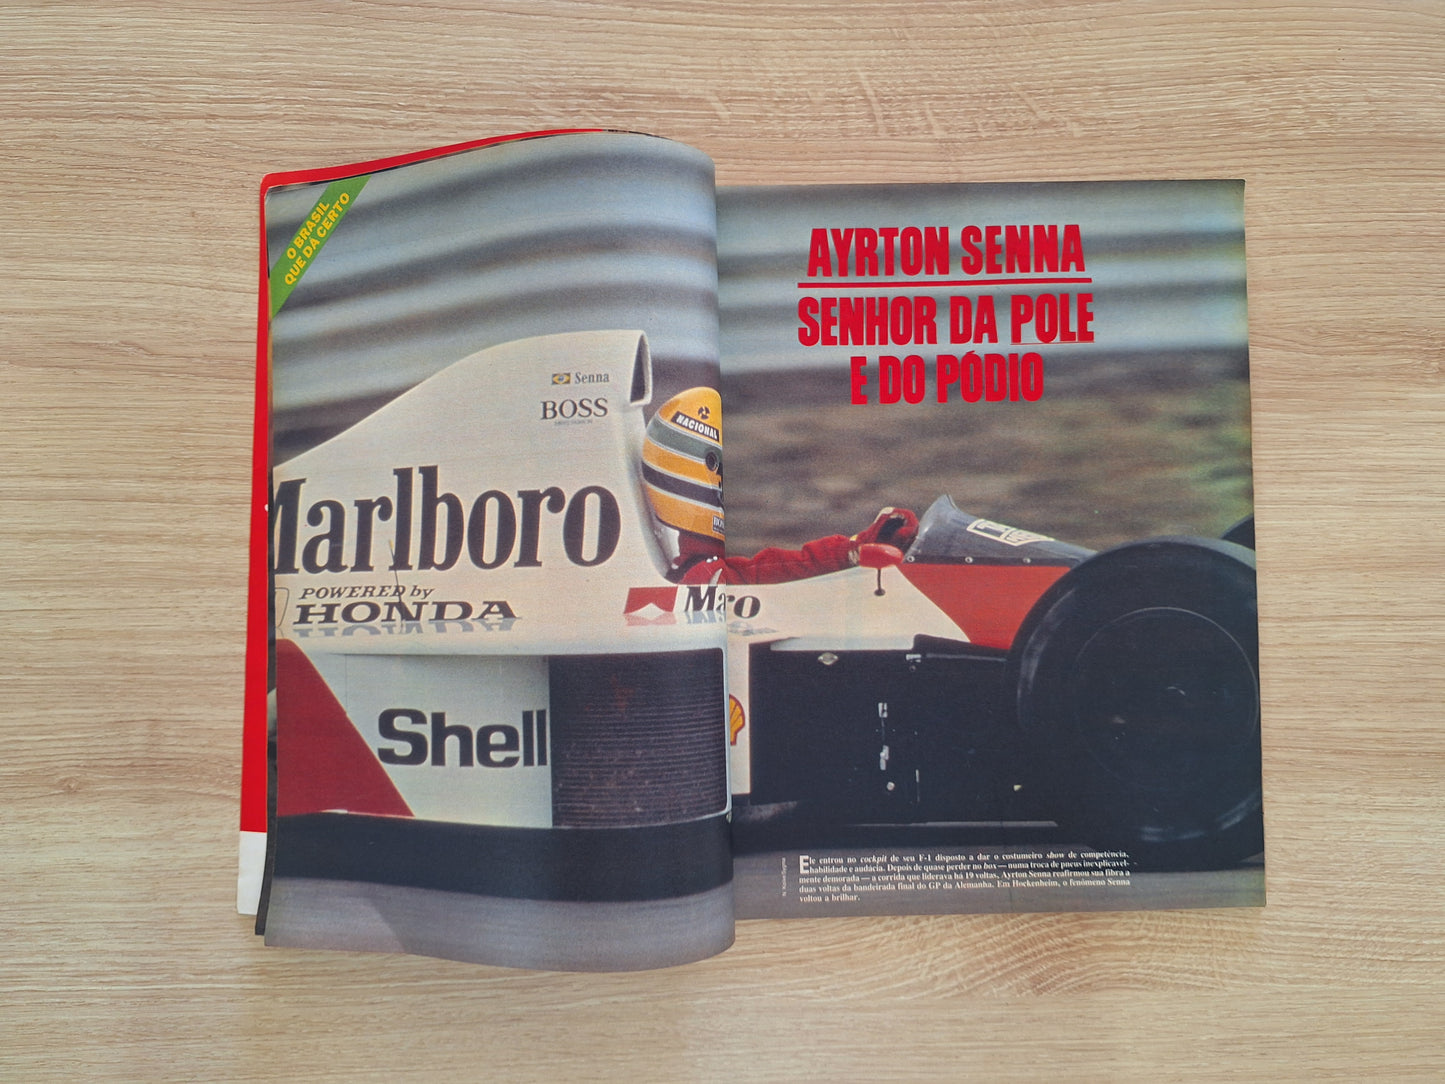 O BRASIL
QUE DÁ CERTO
Senna
BOSS
NACIONAL
Marlboro
POWERED by
HONDA
Shell
AYRTON SENNA
SENHOR DA POLE
E DO PÓDIO
Ele entrou no cockpit de seu F-1 disposto a dar o costumeiro show de competência,
habilidade e audácia. Depois de quase perder no box — numa troca de pneus inexplicavel-
mente demorada — a corrida que liderava há 19 voltas, Ayrton Senna reafirmou sua fibra a
duas voltas da bandeirada final do GP da Alemanha. Em Hockenheim, o fenômeno Senna
voltou a brilhar.